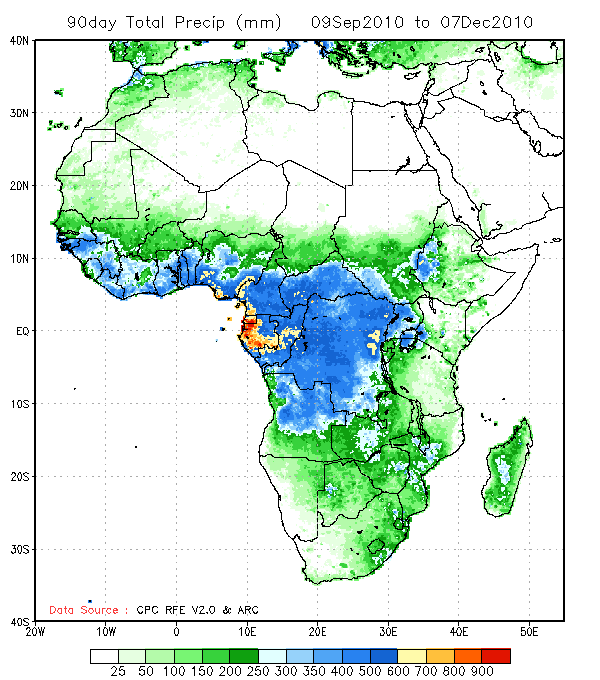 90day Total Precip (mm) 09Sep2010 to 07Dec2010
40N
30N
20N
10N
EQ
10S
20S
30S
40S
Data Source : CPC RFE V2.0 & ARC
20W 10W 0 10E 20E 30E 40E 50E
25 50 100 150 200 250 300 350 400 500 600 700 800 900